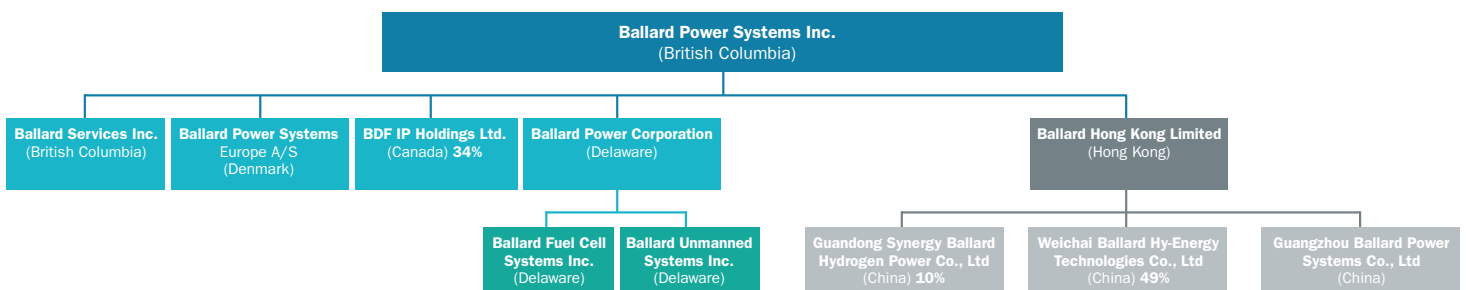 Ballard Power Systems Inc.
(British Columbia)
Ballard Services Inc.
(British Columbia)
Ballard Power Systems
Europe A/S
(Denmark)
BDF IP Holdings Ltd.
(Canada) 34%
Ballard Power Corporation
(Delaware)
Ballard Hong Kong Limited
(Hong Kong)
Ballard Fuel Cell
Systems Inc.
(Delaware)
Ballard Unmanned
Systems Inc.
(Delaware)
Guandong Synergy Ballard
Hydrogen Power Co., Ltd
(China) 10%
Weichai Ballard Hy-Energy
Technologies Co., Ltd
(China) 49%
Guangzhou Ballard Power
Systems Co., Ltd
(China)